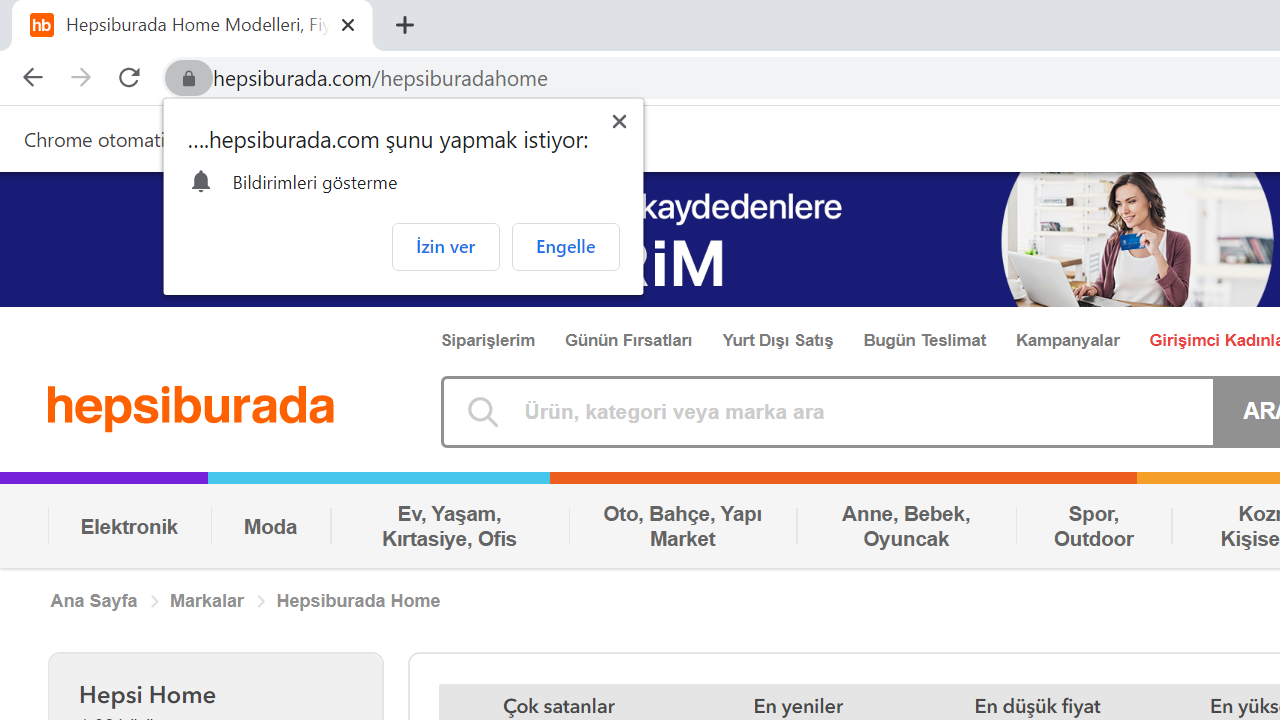 hb Hepsiburada Home Modelleri, Fiy
hepsiburada.com/hepsiburadahome
Chrome otomati
....hepsiburada.com şunu yapmak istiyor:
Bildirimleri gösterme
İzin ver Engelle
kaydedenlere
RiM
Siparişlerim Günün Fırsatları Yurt Dışı Satış Bugün Teslimat Kampanyalar Girişimci Kadınla
hepsiburada
Ürün, kategori veya marka ara
ARA
Elektronik
Moda
Ev, Yaşam,
Kırtasiye, Ofis
Oto, Bahçe, Yapı
Market
Anne, Bebek,
Oyuncak
Spor,
Outdoor
Kozm
Kişise
Ana Sayfa Markalar Hepsiburada Home
Hepsi Home
Çok satanlar En yeniler En düşük fiyat En yükse